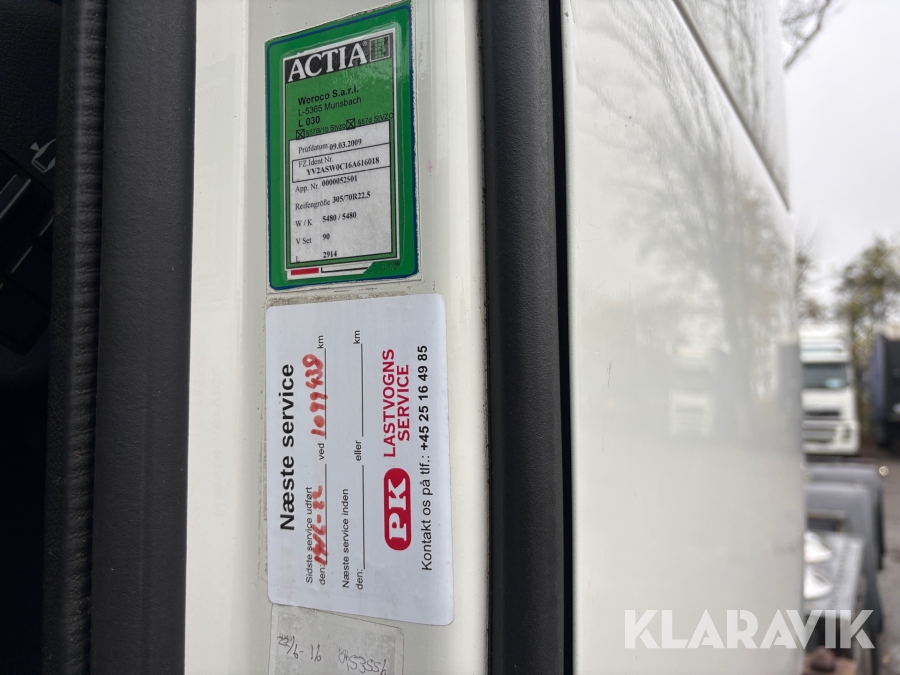 ACTIA
Weroco S.a.r.l.
L-5365 Munsbach
L 030
Prüfdatum: 09.03.2009
FZ.Ident Nr.
YV2ASW0C16A616018
App. Nr. 0000052501
Reifengröße 305/70R22.5
W / K 5480 / 5480
V Set 90
L 2914
Næste service
Sidste service udført
den: ved 1099439 km
Næste service inden
den: eller km
PK LASTVOGNS
SERVICE
Kontakt os på tlf.: +45 25 16 49 85
KLARAVIK